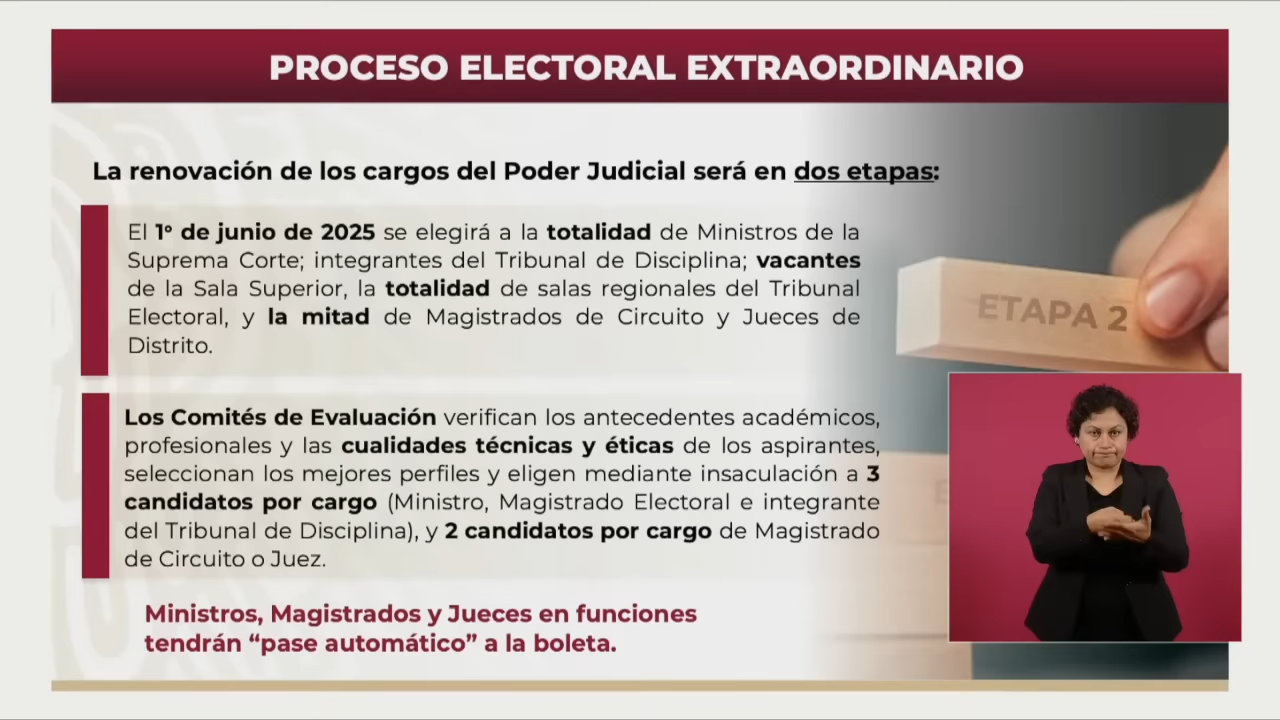 PROCESO ELECTORAL EXTRAORDINARIO
La renovación de los cargos del Poder Judicial será en dos etapas:
El 1° de junio de 2025 se elegirá a la totalidad de Ministros de la
Suprema Corte; integrantes del Tribunal de Disciplina; vacantes
de la Sala Superior, la totalidad de salas regionales del Tribunal
Electoral, y la mitad de Magistrados de Circuito y Jueces de
Distrito.
ETAPA 2
Los Comités de Evaluación verifican los antecedentes académicos,
profesionales y las cualidades técnicas y éticas de los aspirantes,
seleccionan los mejores perfiles y eligen mediante insaculación a 3
candidatos por cargo (Ministro, Magistrado Electoral e integrante
del Tribunal de Disciplina), y 2 candidatos por cargo de Magistrado
de Circuito o Juez.
Ministros, Magistrados y Jueces en funciones
tendrán “pase automático” a la boleta.